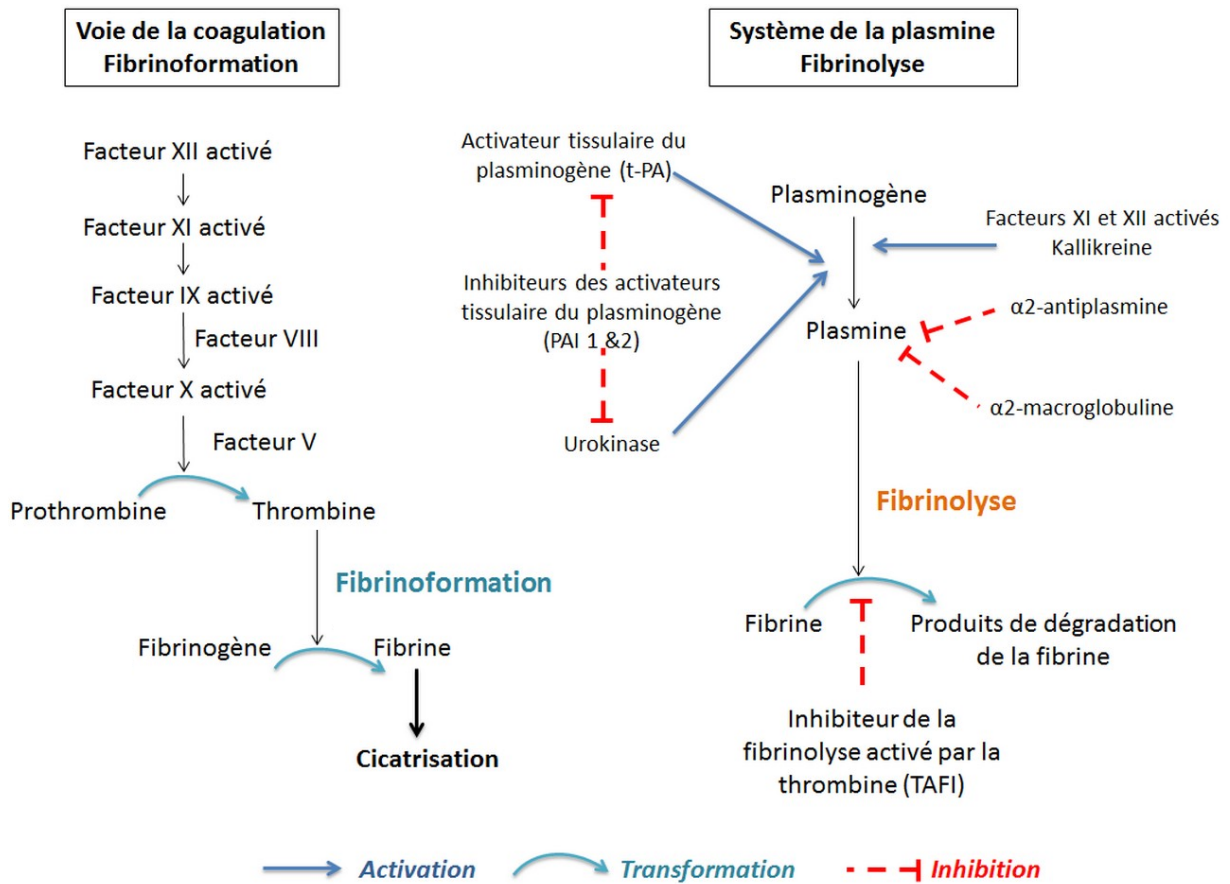 Voie de la coagulation
Fibrinoformation
Facteur XII activé
Facteur XI activé
Facteur IX activé
Facteur VIII
Facteur X activé
Facteur V
Prothrombine
Thrombine
Fibrinoformation
Fibrinogène
Fibrine
Cicatrisation
Système de la plasmine
Fibrinolyse
Activateur tissulaire du
plasminogène (t-PA)
Plasminogène
Facteurs XI et XII activés
Kallikreine
Inhibiteurs des activateurs
tissulaire du plasminogène
(PAI 1 &2)
Plasmine
α2-antiplasmine
α2-macroglobuline
Urokinase
Fibrinolyse
Fibrine
Produits de dégradation
de la fibrine
Inhibiteur de la
fibrinolyse activé par la
thrombine (TAFI)
Activation
Transformation
Inhibition